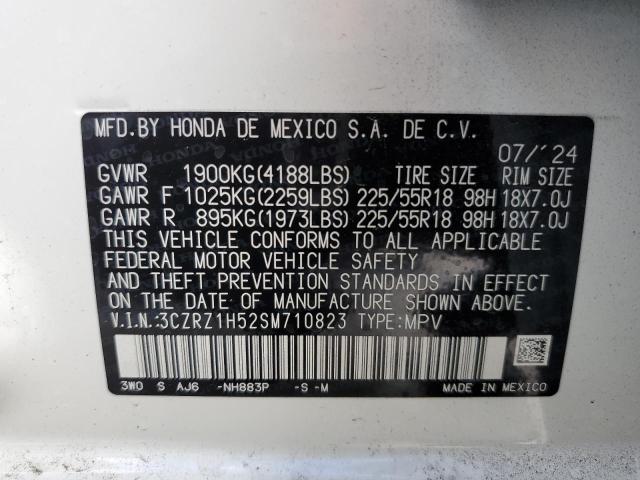 MFD.BY HONDA DE MEXICO S.A. DE C.V.
07/'24
GVWR 1900KG(4188LBS) TIRE SIZE RIM SIZE
GAWR F 1025KG(2259LBS) 225/55R18 98H 18X7.0J
GAWR R 895KG(1973LBS) 225/55R18 98H 18X7.0J
THIS VEHICLE CONFORMS TO ALL APPLICABLE
FEDERAL MOTOR VEHICLE SAFETY
AND THEFT PREVENTION STANDARDS IN EFFECT
ON THE DATE OF MANUFACTURE SHOWN ABOVE.
V.I.N.:3CZRZ1H52SM710823 TYPE:MPV
3W0 S AJ6 -NH883P -S -M MADE IN MEXICO